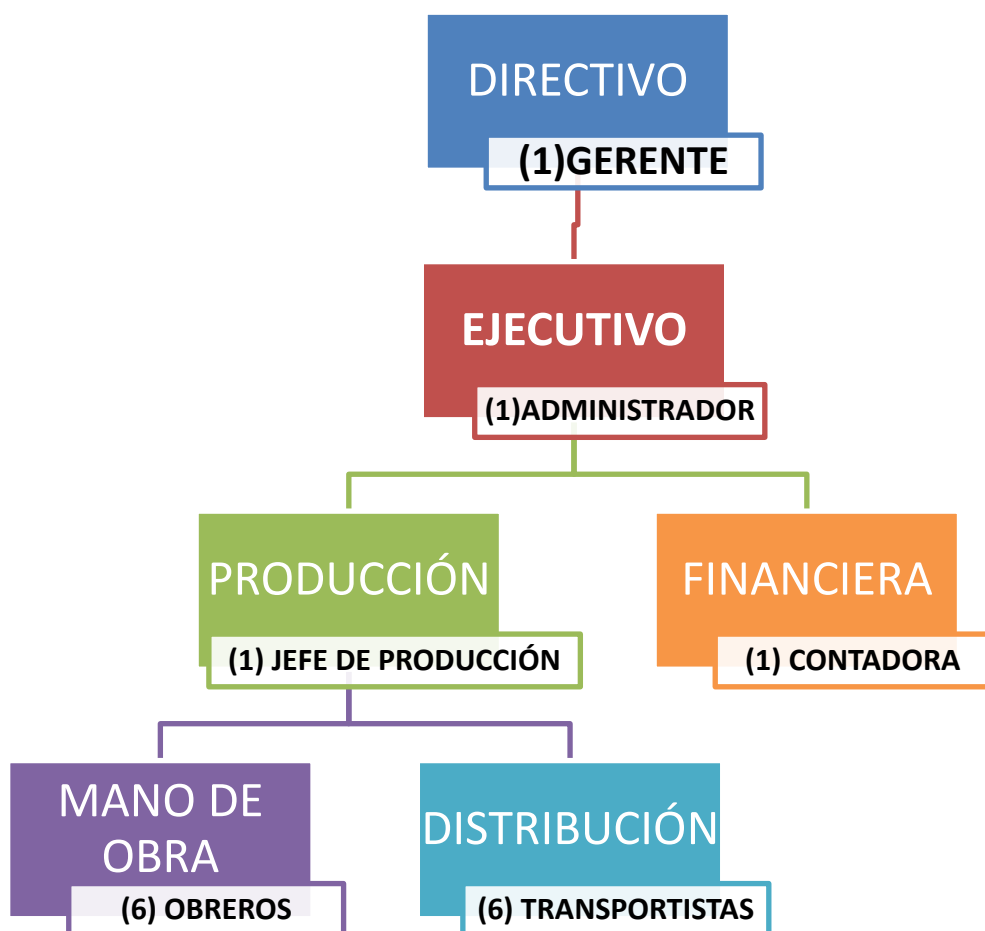 DIRECTIVO
(1)GERENTE
EJECUTIVO
(1)ADMINISTRADOR
PRODUCCIÓN
(1) JEFE DE PRODUCCIÓN
FINANCIERA
(1) CONTADORA
MANO DE
OBRA
(6) OBREROS
DISTRIBUCIÓN
(6) TRANSPORTISTAS